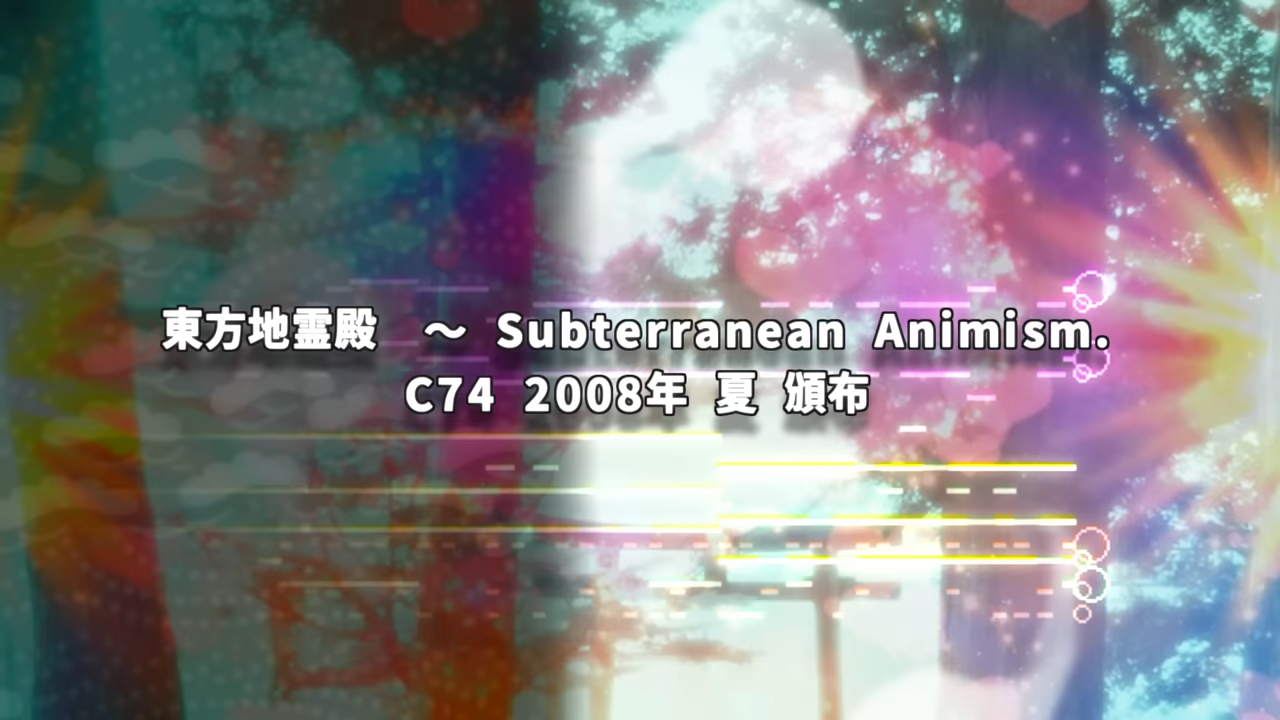 東方地霊殿　～ Subterranean Animism.
C74 2008年 夏 頒布